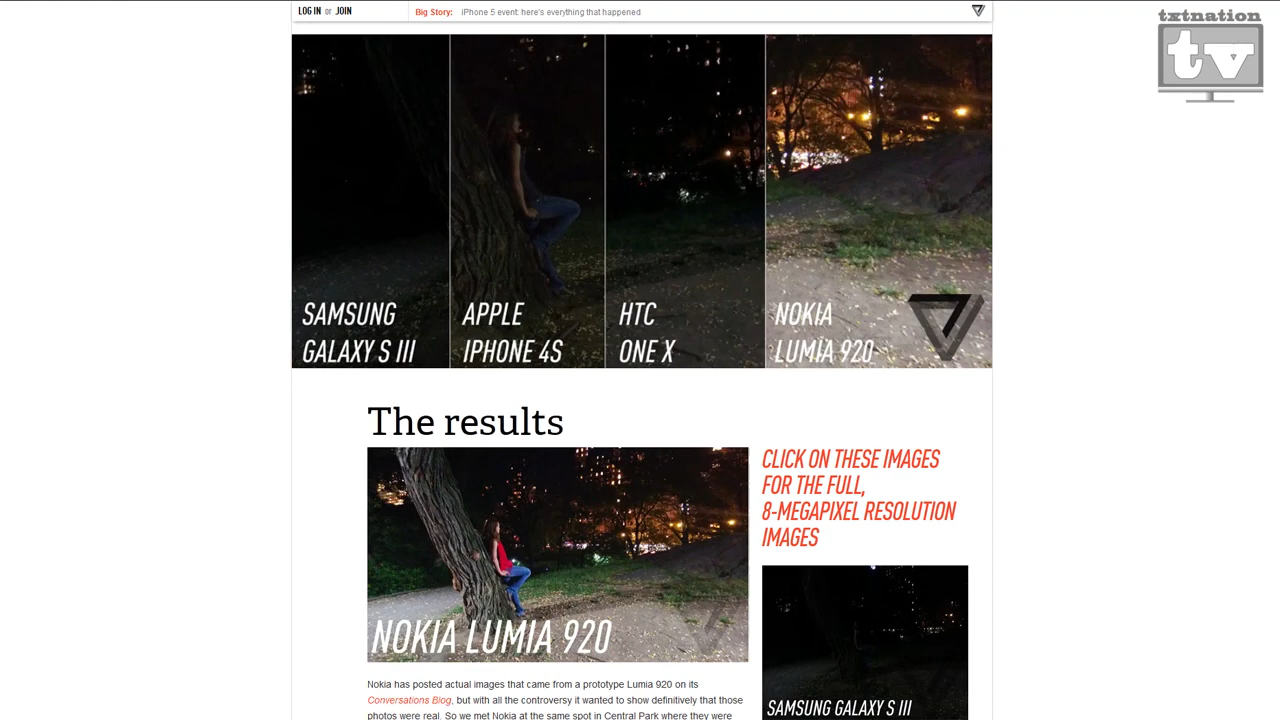 LOG IN or JOIN
Big Story: iPhone 5 event: here's everything that happened
txtnation
tv
SAMSUNG
GALAXY S III
APPLE
IPHONE 4S
HTC
ONE X
NOKIA
LUMIA 920
The results
NOKIA LUMIA 920
CLICK ON THESE IMAGES
FOR THE FULL,
8-MEGAPIXEL RESOLUTION
IMAGES
SAMSUNG GALAXY S III
Nokia has posted actual images that came from a prototype Lumia 920 on its
Conversations Blog, but with all the controversy it wanted to show definitively that those
photos were real. So we met Nokia at the same spot in Central Park where they were